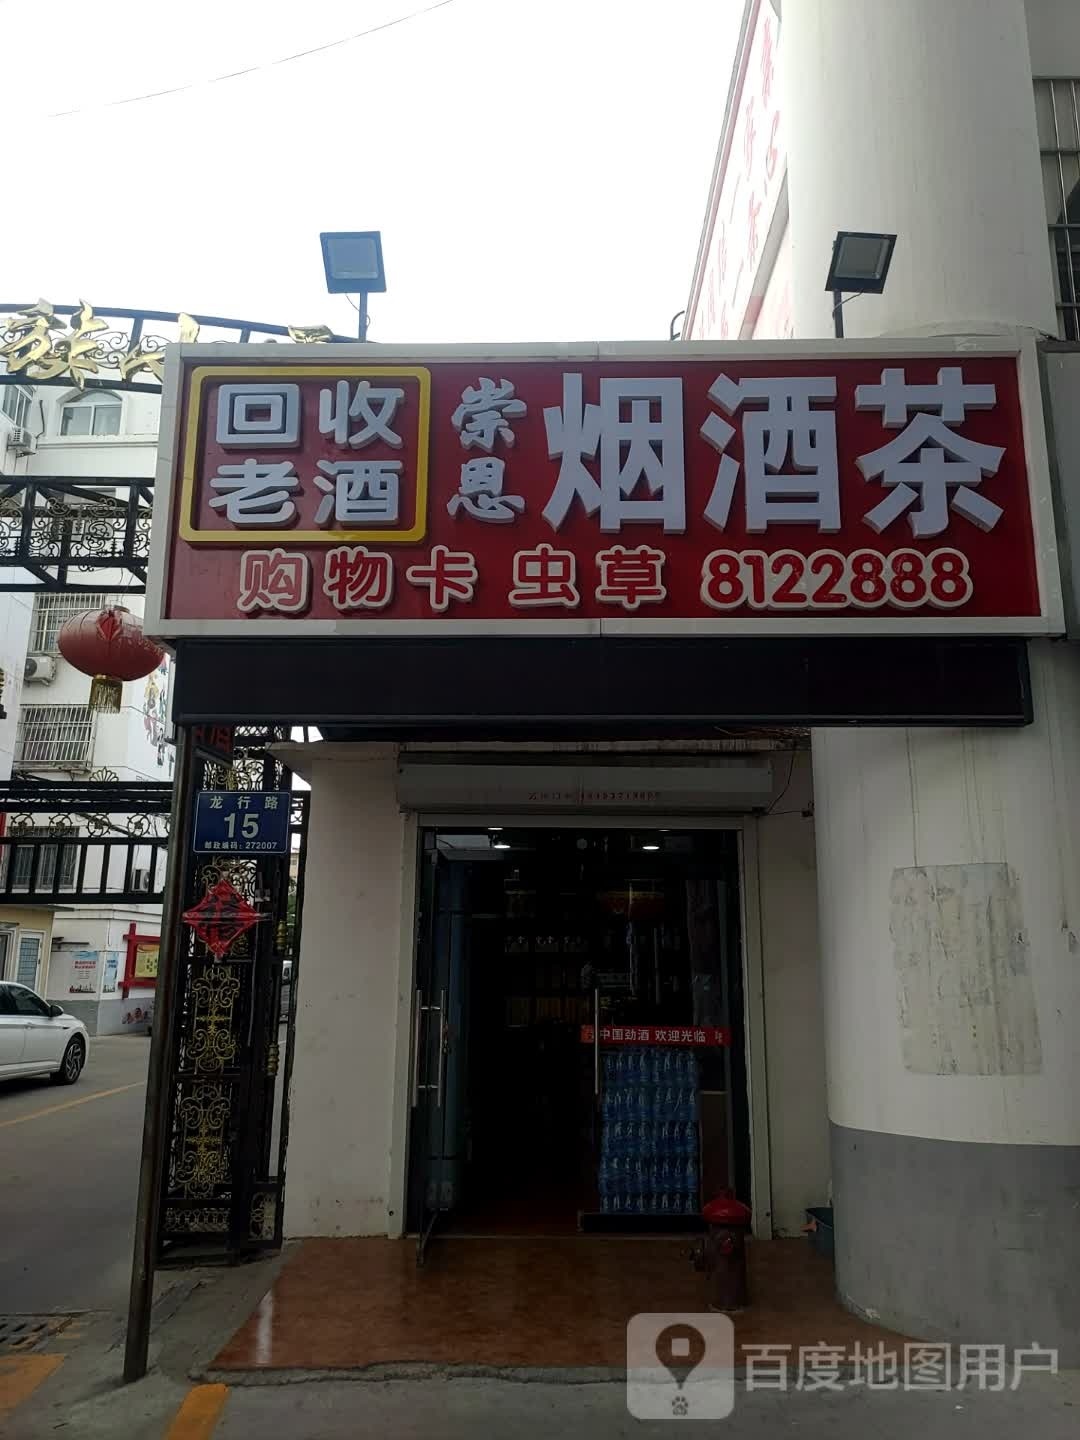 回收
老酒
崇恩
烟酒茶
购物卡 虫草 8122888
龙行路
15
邮政编码：272007
中国劲酒 欢迎光临
百度地图用户